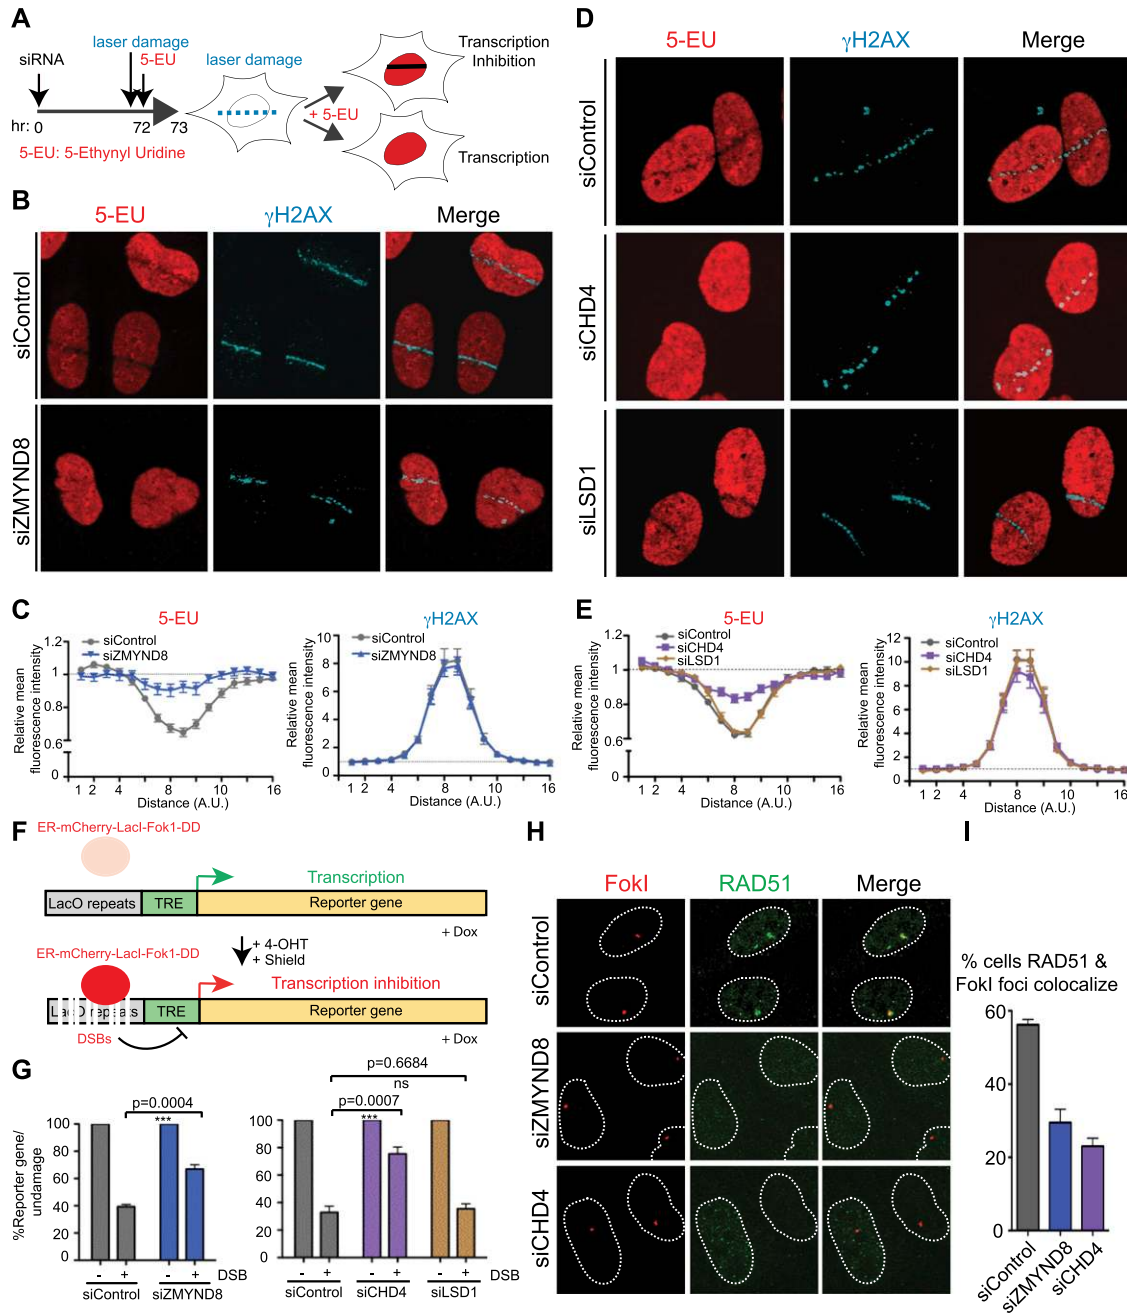 A
siRNA
laser damage
5-EU
hr: 0
72
73
5-EU: 5-Ethynyl Uridine
laser damage
+ 5-EU
Transcription
Inhibition
Transcription
B
5-EU
γH2AX
Merge
siControl
siZMYND8
C
5-EU
siControl
siZMYND8
Relative mean
fluorescence intensity
1.2
1
0.8
0.6
0
1 2 4 6 8 10 16
Distance (A.U.)
γH2AX
siControl
siZMYND8
Relative mean
fluorescence intensity
10
8
6
4
2
0
1 2 4 8 10 16
Distance (A.U.)
D
5-EU
γH2AX
Merge
siControl
siCHD4
siLSD1
E
5-EU
siControl
siCHD4
siLSD1
Relative mean
fluorescence intensity
1.2
1
0.8
0.6
0
1 2 4 6 8 10 16
Distance (A.U.)
γH2AX
siControl
siCHD4
siLSD1
Relative mean
fluorescence intensity
12
10
8
6
4
2
0
1 2 4 8 10 16
Distance (A.U.)
F
ER-mCherry-LacI-Fok1-DD
Transcription
LacO repeats
TRE
Reporter gene
+ Dox
+ 4-OHT
+ Shield
ER-mCherry-LacI-Fok1-DD
Transcription inhibition
LacO repeats
TRE
Reporter gene
DSBs
+ Dox
G
%Reporter gene/
undamage
100
80
60
40
20
0
p=0.0004
***
- + - +
DSB
siControl
siZMYND8
100
80
60
40
20
0
p=0.6684
ns
p=0.0007
***
- + - + - +
DSB
siControl
siCHD4
siLSD1
H
FokI
RAD51
Merge
siControl
siZMYND8
siCHD4
I
% cells RAD51 &
FokI foci colocalize
60
40
20
0
siControl
siZMYND8
siCHD4